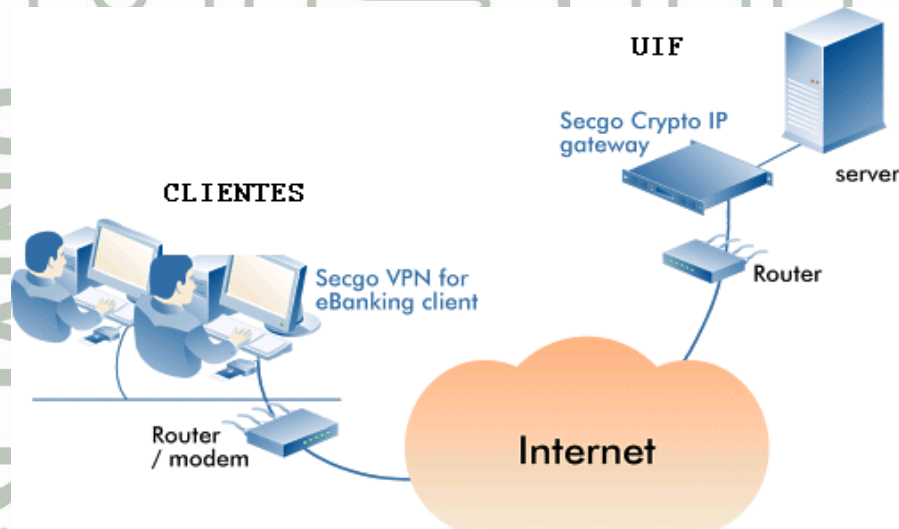 UIF
Secgo Crypto IP
gateway
server
CLIENTES
Router
Secgo VPN for
eBanking client
Router
/ modem
Internet